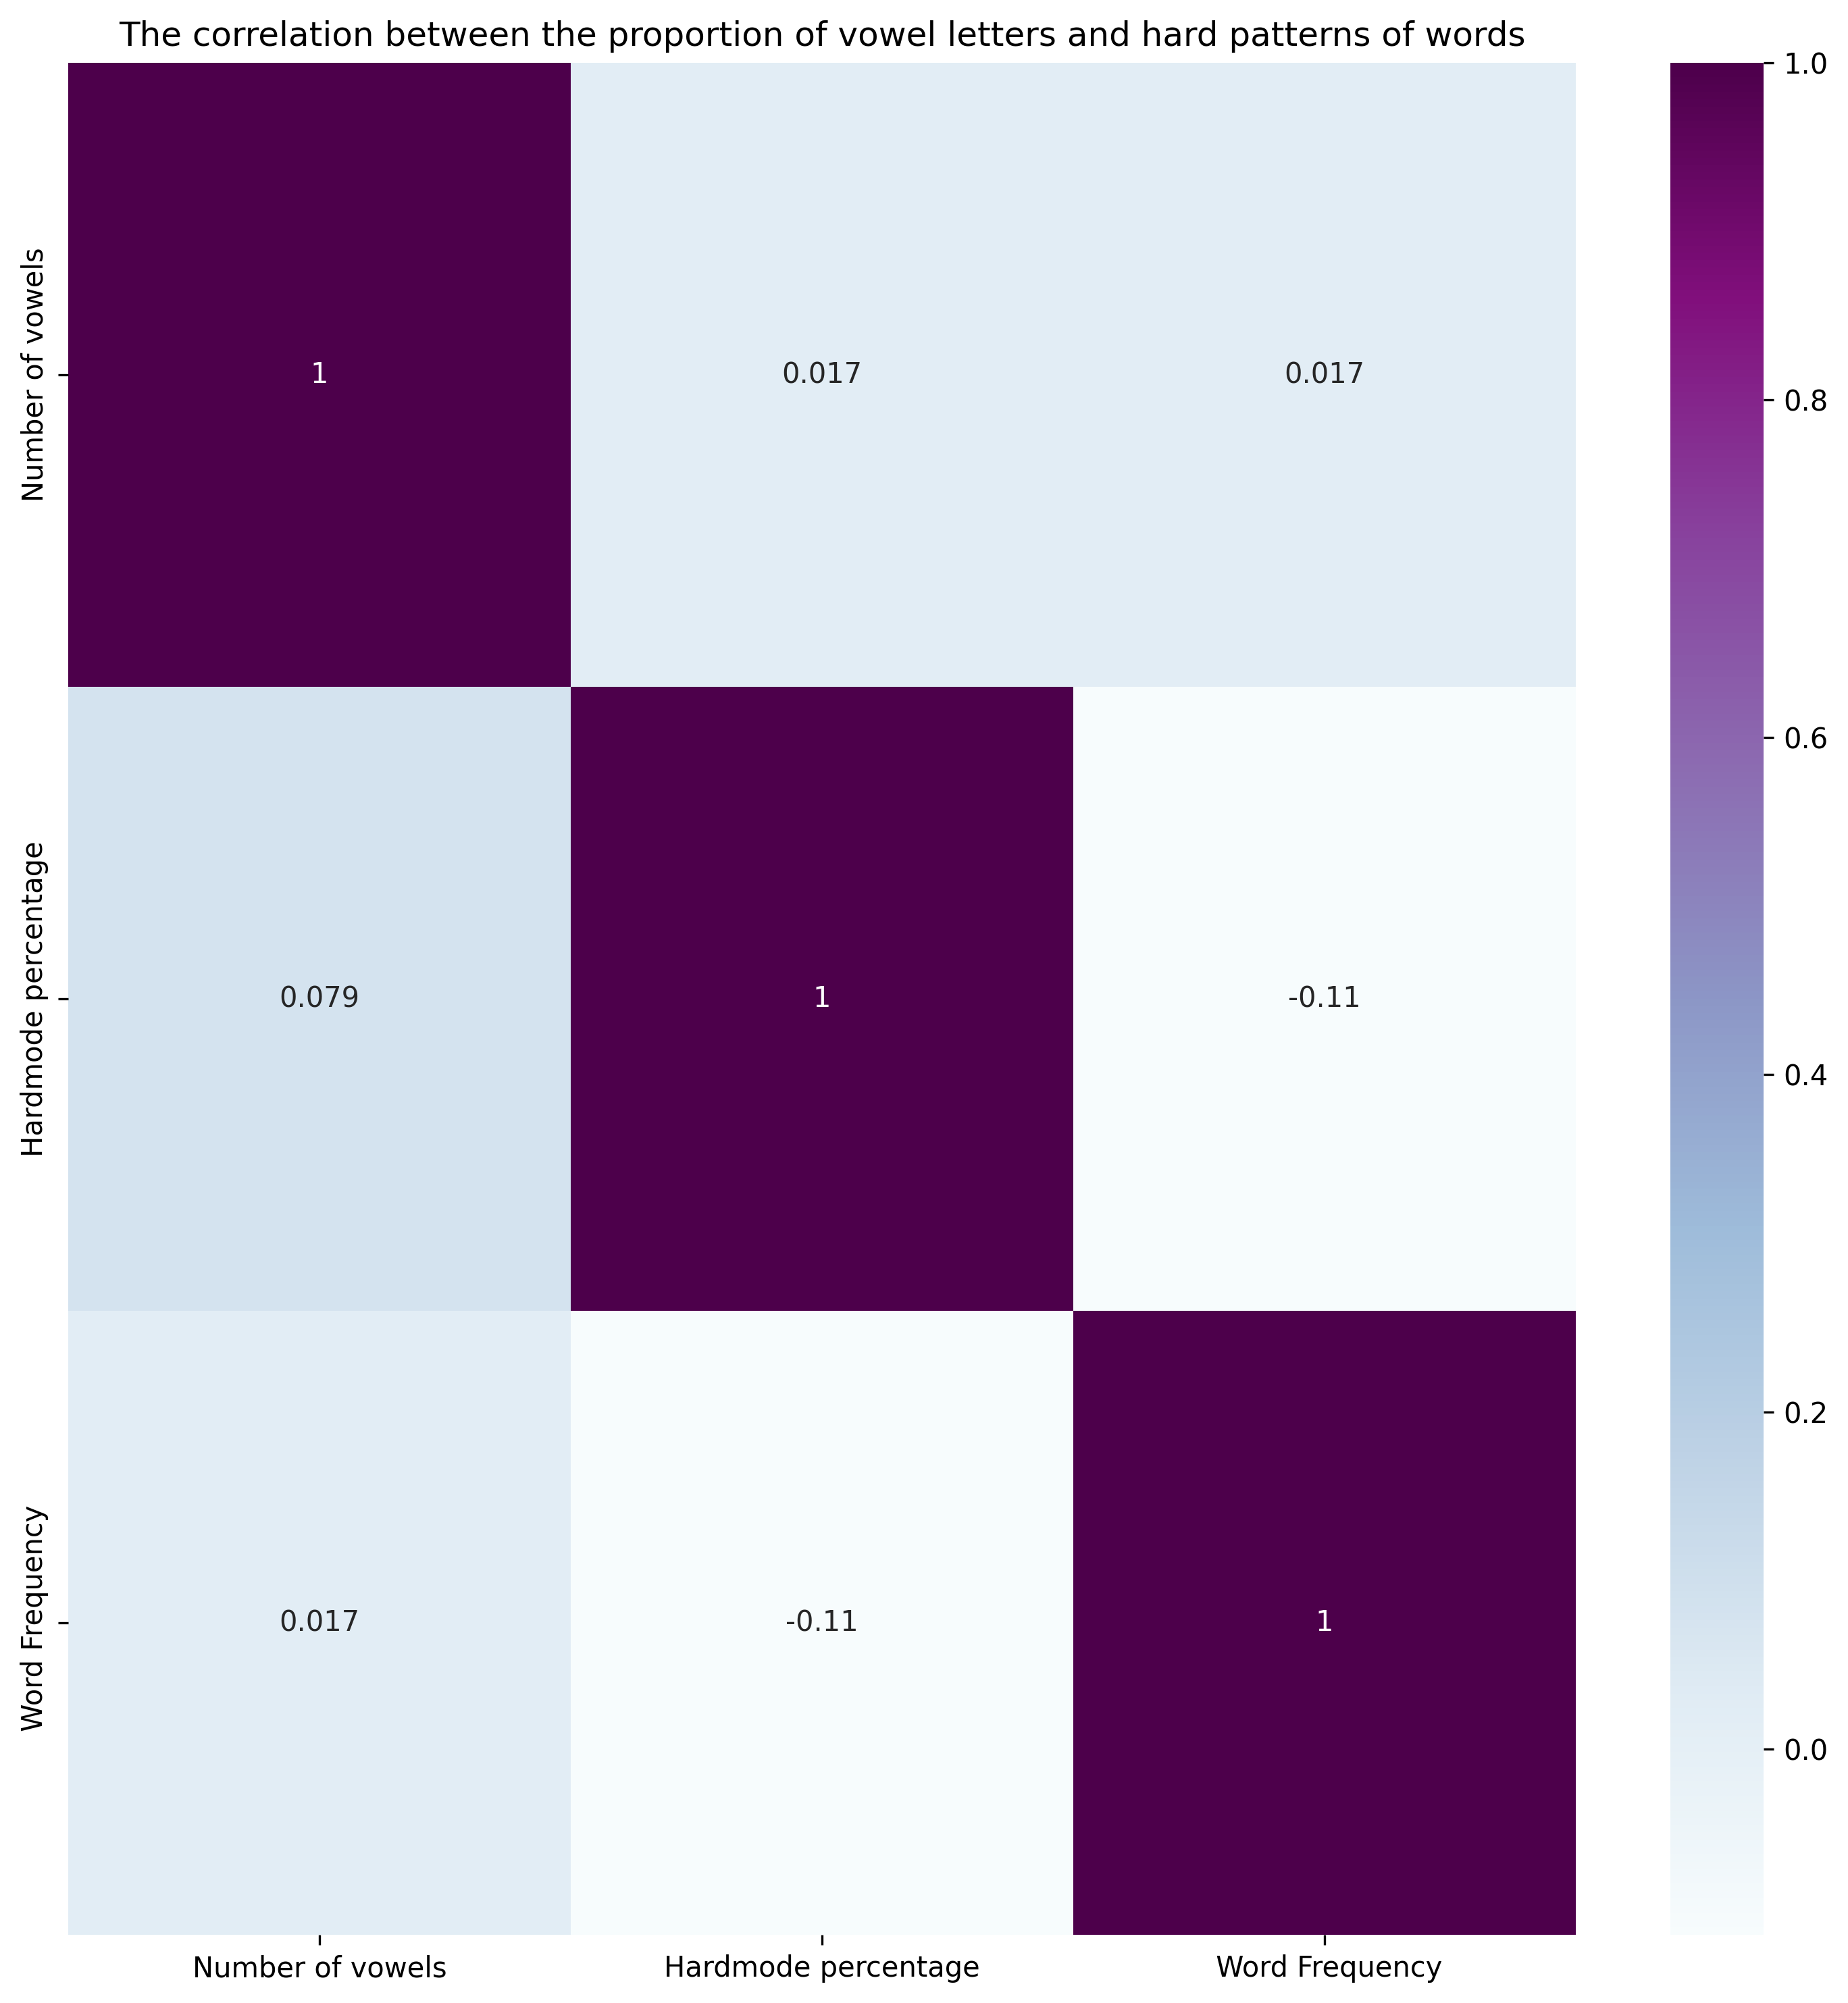 The correlation between the proportion of vowel letters and hard patterns of words
Number of vowels
1
0.017
0.017
Hardmode percentage
0.079
1
-0.11
Word Frequency
0.017
-0.11
1
Number of vowels
Hardmode percentage
Word Frequency
1.0
0.8
0.6
0.4
0.2
0.0